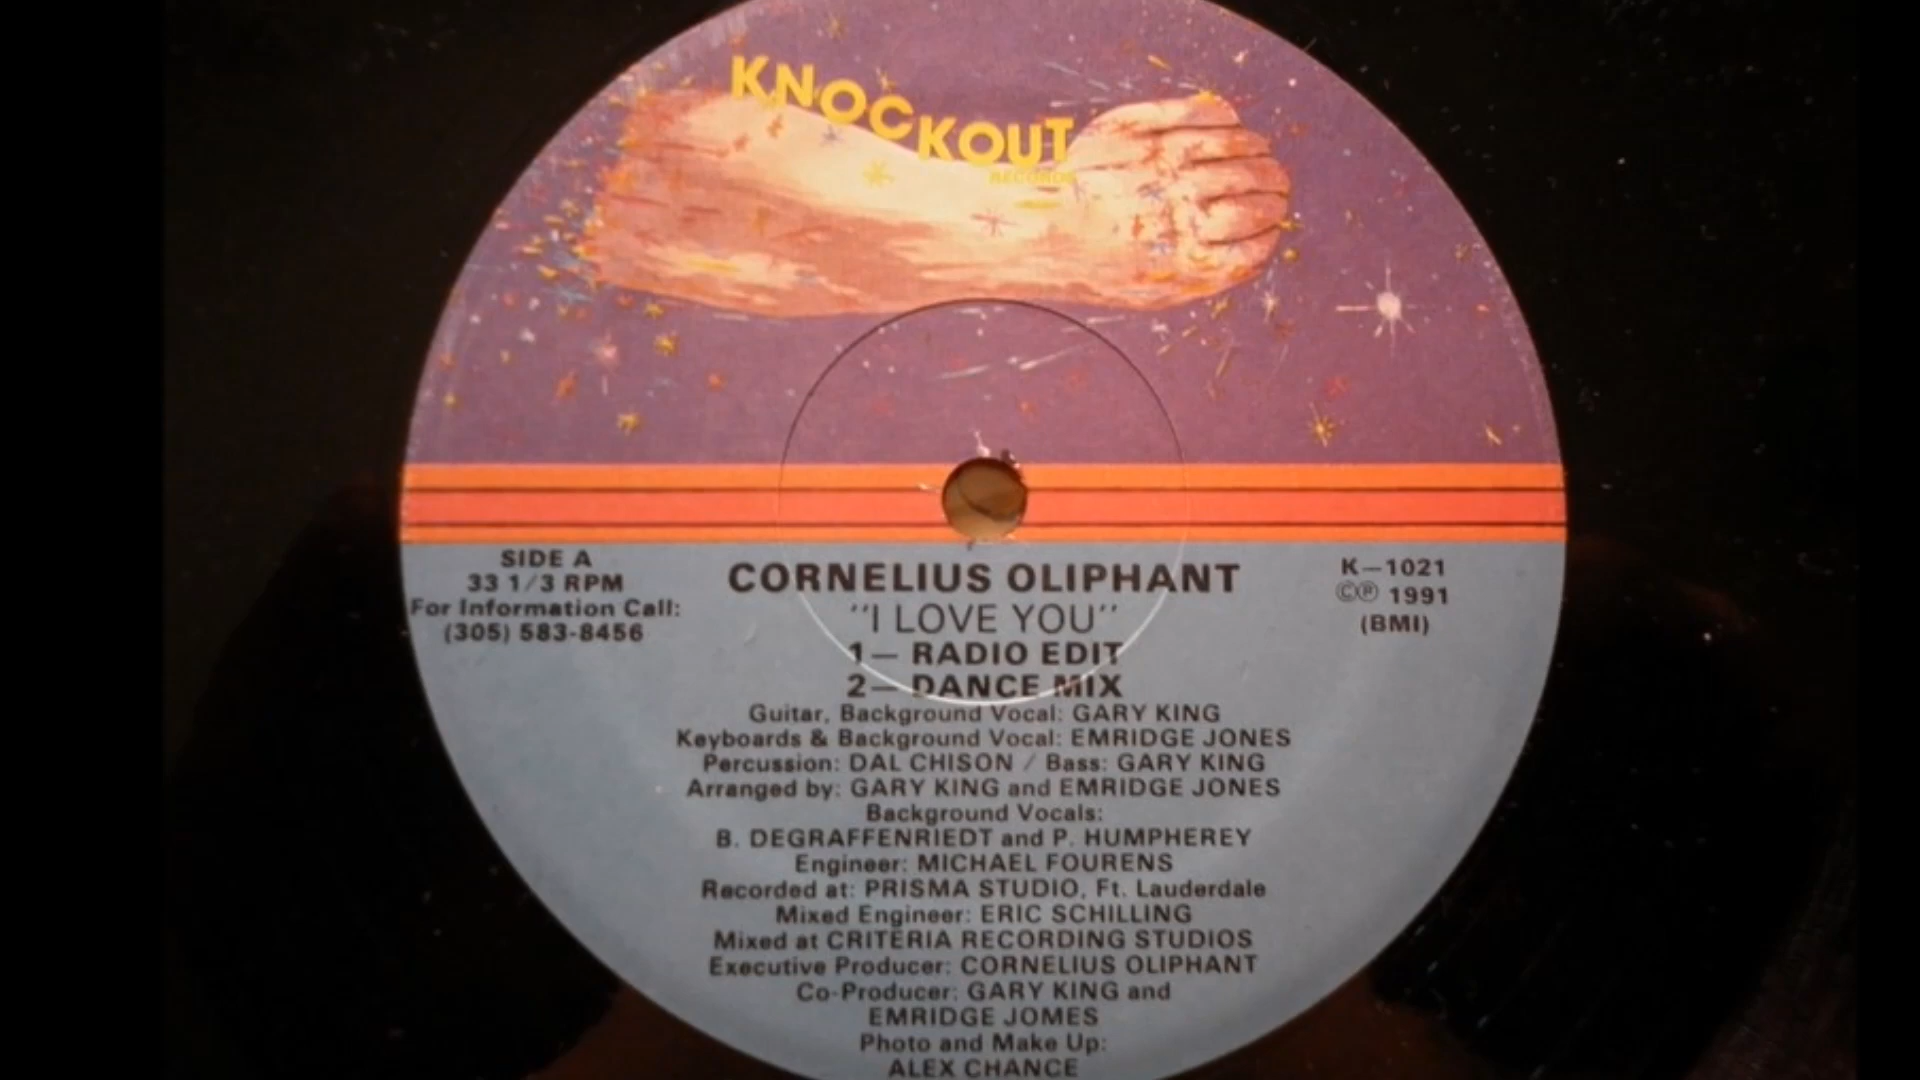 KNOCKOUT
RECORDS
SIDE A
33 1/3 RPM
For Information Call:
(305) 583-8456
K—1021
©℗ 1991
(BMI)
CORNELIUS OLIPHANT
"I LOVE YOU"
1— RADIO EDIT
2— DANCE MIX
Guitar, Background Vocal: GARY KING
Keyboards & Background Vocal: EMRIDGE JONES
Percussion: DAL CHISON / Bass: GARY KING
Arranged by: GARY KING and EMRIDGE JONES
Background Vocals:
B. DEGRAFFENRIEDT and P. HUMPHEREY
Engineer: MICHAEL FOURENS
Recorded at: PRISMA STUDIO, Ft. Lauderdale
Mixed Engineer: ERIC SCHILLING
Mixed at CRITERIA RECORDING STUDIOS
Executive Producer: CORNELIUS OLIPHANT
Co-Producer: GARY KING and
EMRIDGE JOMES
Photo and Make Up:
ALEX CHANCE